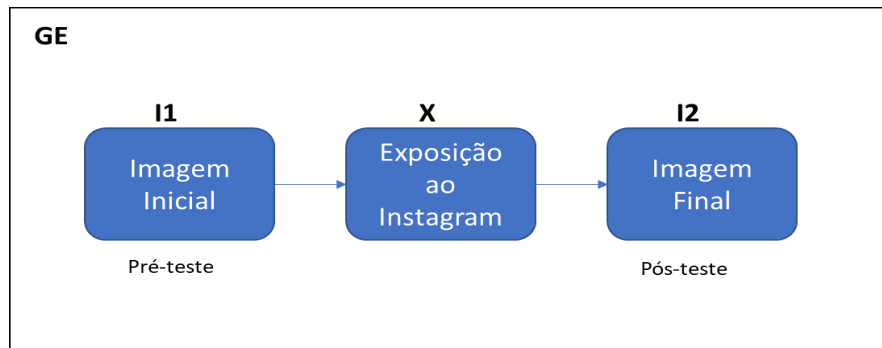 GE
I1
X
I2
Imagem
Inicial
Exposição
ao
Instagram
Imagem
Final
Pré-teste
Pós-teste